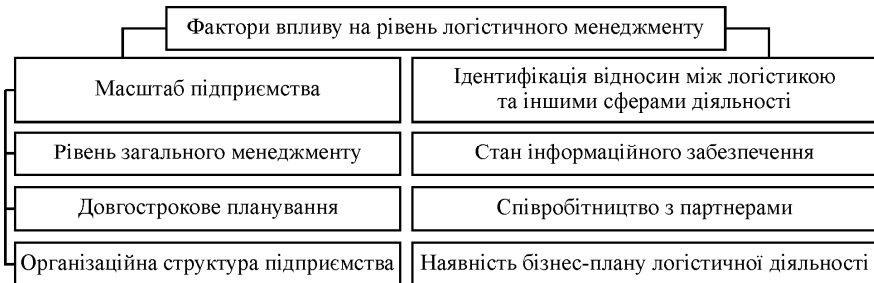 Фактори впливу на рівень логістичного менеджменту
Масштаб підприємства
Ідентифікація відносин між логістикою
та іншими сферами діяльності
Рівень загального менеджменту
Стан інформаційного забезпечення
Довгострокове планування
Співробітництво з партнерами
Організаційна структура підприємства
Наявність бізнес-плану логістичної діяльності